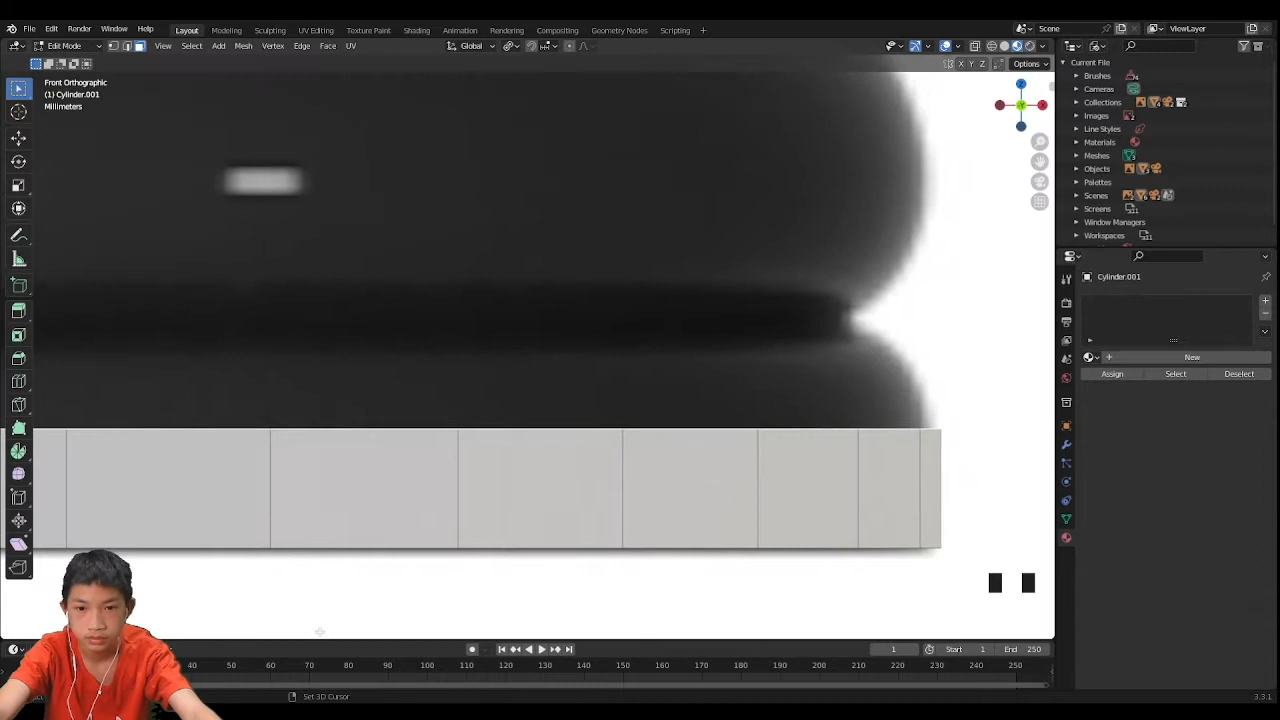 File Edit Render Window Help Layout Modeling Sculpting UV Editing Texture Paint Shading Animation Rendering Compositing Geometry Nodes Scripting + Scene ViewLayer
Edit Mode View Select Add Mesh Vertex Edge Face UV Global
X Y Z Options
Front Orthographic
(1) Cylinder.001
Millimeters
Current File
Brushes
Cameras
Collections
Images
Line Styles
Materials
Meshes
Objects
Palettes
Scenes
Screens
Window Managers
Workspaces
Cylinder.001
New
Assign Select Deselect
1 Start 1 End 250
40 50 60 70 80 90 100 110 120 130 140 150 160 170 180 190 200 210 220 230 240 250
Set 3D Cursor 3.3.1